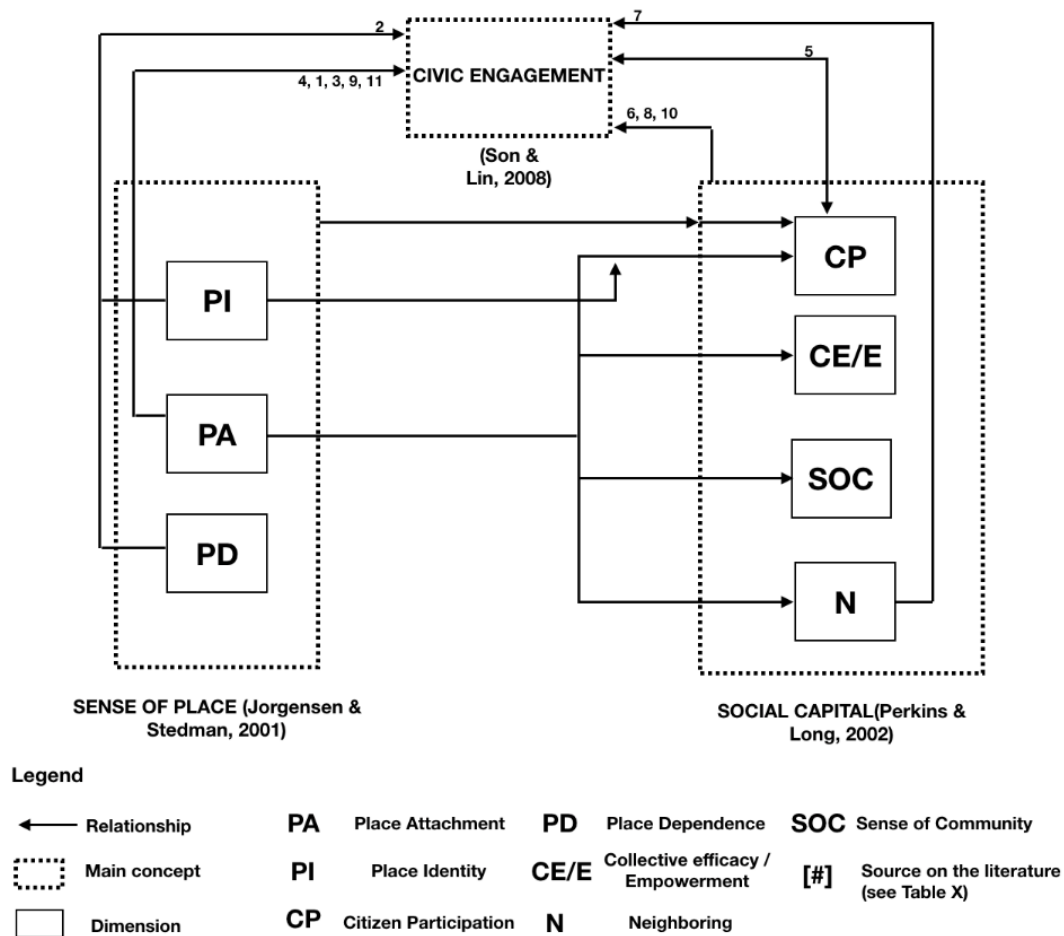 2
7
CIVIC ENGAGEMENT
5
4, 1, 3, 9, 11
6, 8, 10
(Son &
Lin, 2008)
PI
PA
PD
CP
CE/E
SOC
N
SENSE OF PLACE (Jorgensen &
Stedman, 2001)
SOCIAL CAPITAL(Perkins &
Long, 2002)
Legend
Relationship
PA Place Attachment
PD Place Dependence
SOC Sense of Community
Main concept
PI Place Identity
CE/E Collective efficacy /
Empowerment
[#] Source on the literature
(see Table X)
Dimension
CP Citizen Participation
N Neighboring